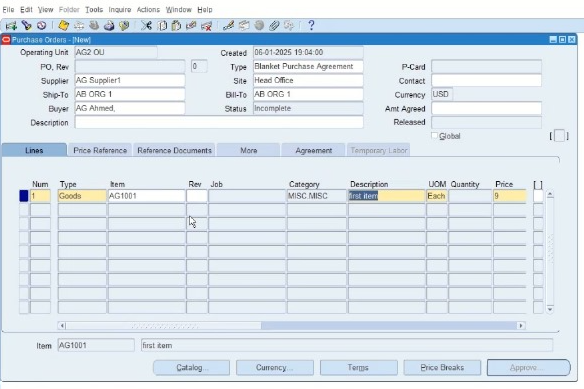 File Edit View Folder Tools Inquire Actions Window Help
Purchase Orders - [New]
Operating Unit AG2 OU Created 06-01-2025 19:04:00
PO, Rev 0 Type Blanket Purchase Agreement P-Card
Supplier AG Supplier1 Site Head Office Contact
Ship-To AB ORG 1 Bill-To AB ORG 1 Currency USD
Buyer AG Ahmed, Status Incomplete Amt Agreed
Description Released
Global [ ]
Lines Price Reference Reference Documents More Agreement Temporary Labor
Num Type Item Rev Job Category Description UOM Quantity Price [ ]
1 Goods AG1001 MISC.MISC first item Each 9
Item AG1001 first item
Catalog... Currency... Terms Price Breaks Approve...